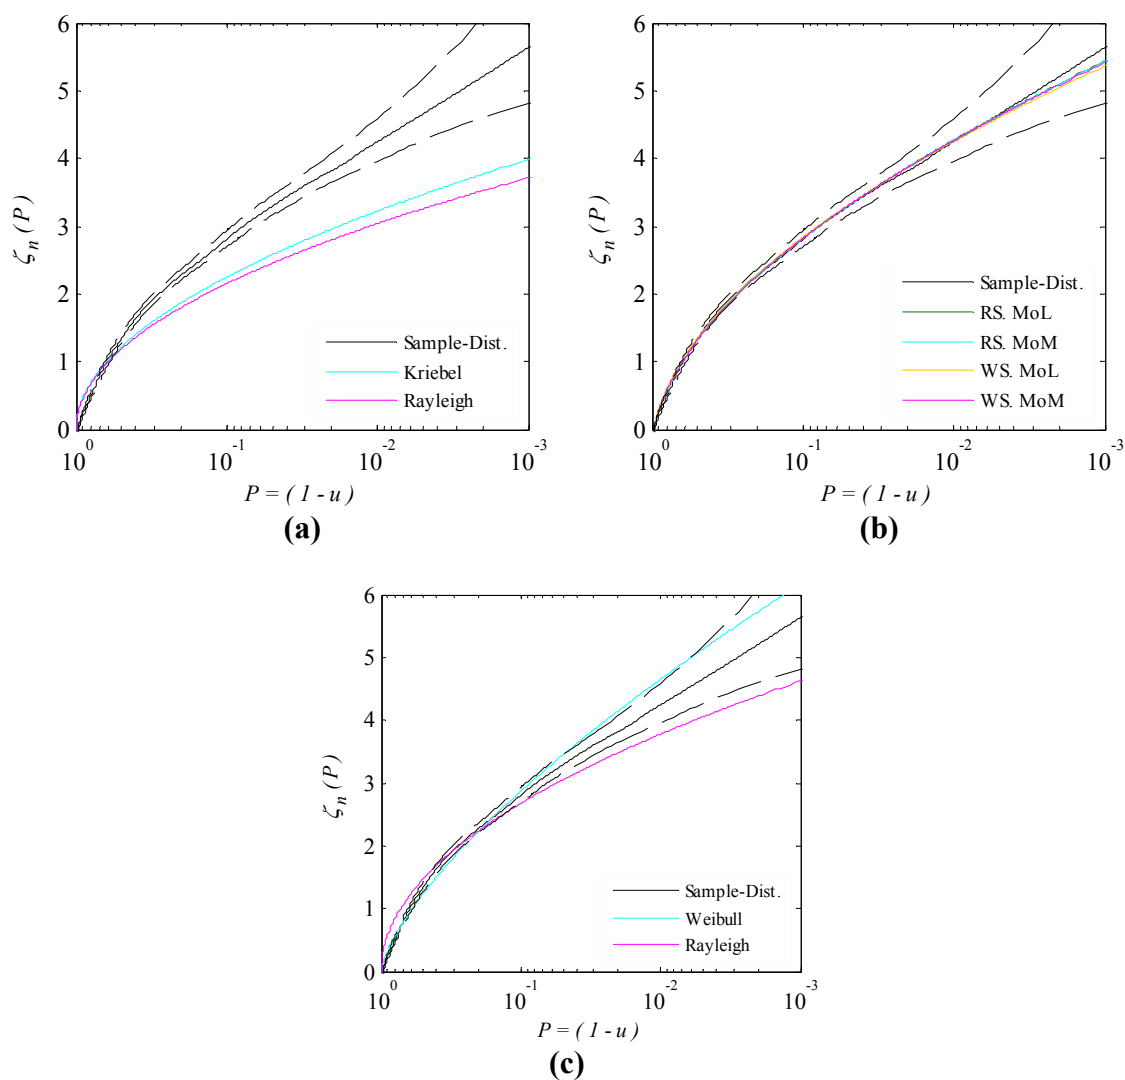 6
5
4
3
2
1
0
ζn (P)
Sample-Dist.
Kriebel
Rayleigh
10^0 10^-1 10^-2 10^-3
P = ( 1 - u )
(a)
6
5
4
3
2
1
0
ζn (P)
Sample-Dist.
RS. MoL
RS. MoM
WS. MoL
WS. MoM
10^0 10^-1 10^-2 10^-3
P = ( 1 - u )
(b)
6
5
4
3
2
1
0
ζn (P)
Sample-Dist.
Weibull
Rayleigh
10^0 10^-1 10^-2 10^-3
P = ( 1 - u )
(c)